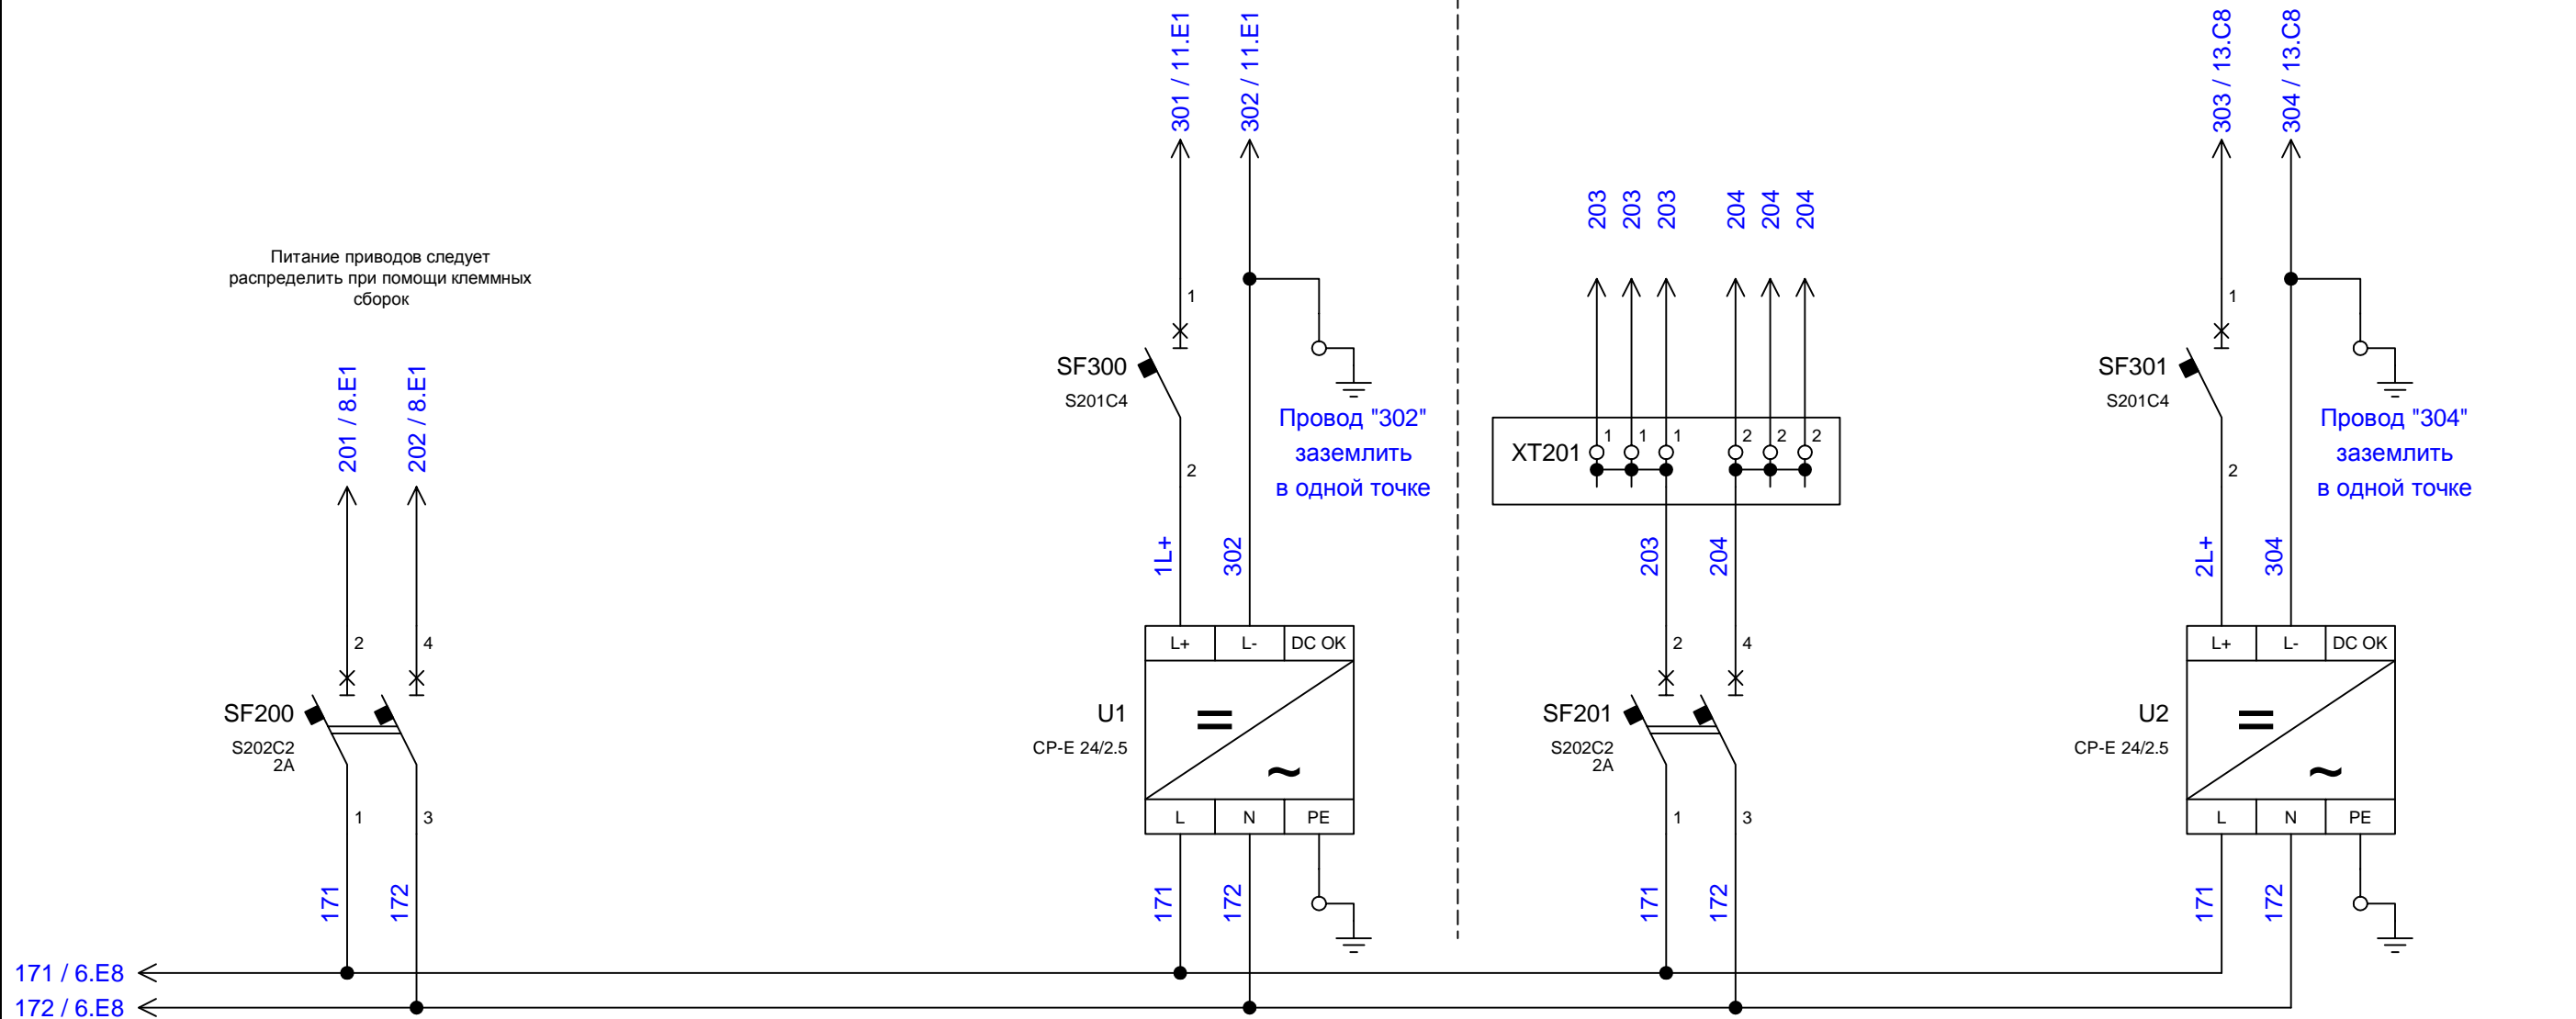 301 / 11.E1
302 / 11.E1
303 / 13.C8
304 / 13.C8
203
203
203
204
204
204
Питание приводов следует
распределить при помощи клеммных
сборок
201 / 8.E1
202 / 8.E1
1
SF300
S201C4
2
Провод "302"
заземлить
в одной точке
XT201
1
1
1
2
2
2
1
SF301
S201C4
2
Провод "304"
заземлить
в одной точке
1L+
302
203
204
2L+
304
2
4
SF200
S202C2
2A
1
3
171
172
L+
L-
DC OK
U1
CP-E 24/2.5
=
~
L
N
PE
171
172
2
4
SF201
S202C2
2A
1
3
171
172
L+
L-
DC OK
U2
CP-E 24/2.5
=
~
L
N
PE
171
172
171 / 6.E8
172 / 6.E8